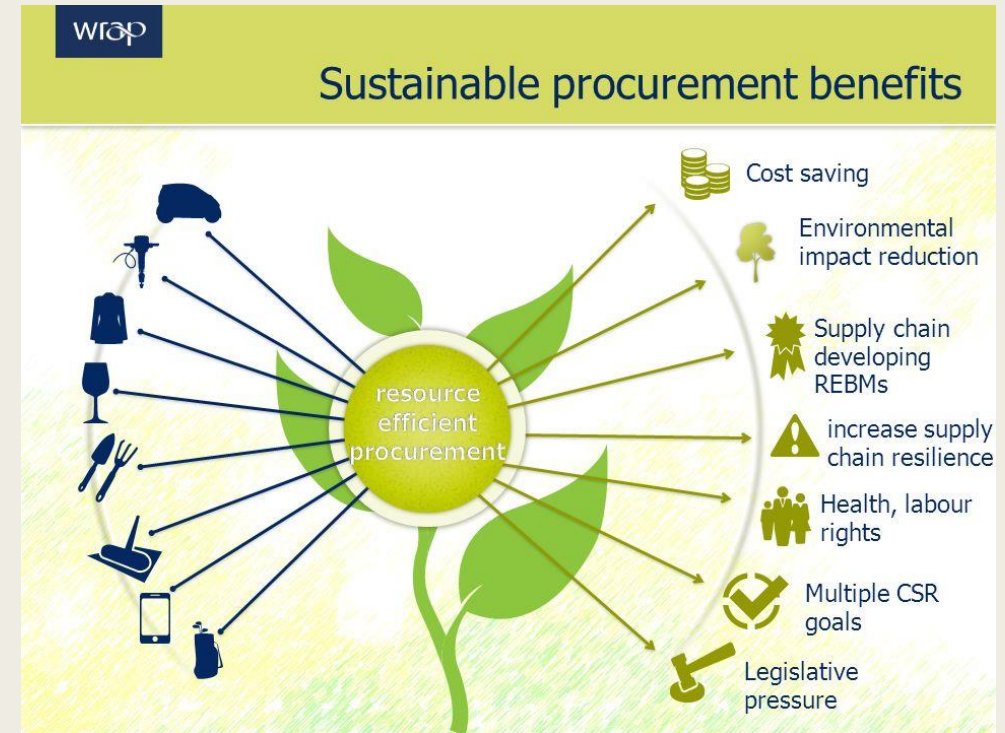 wrap
Sustainable procurement benefits
resource
efficient
procurement
Cost saving
Environmental
impact reduction
Supply chain
developing
REBMs
increase supply
chain resilience
Health, labour
rights
Multiple CSR
goals
Legislative
pressure